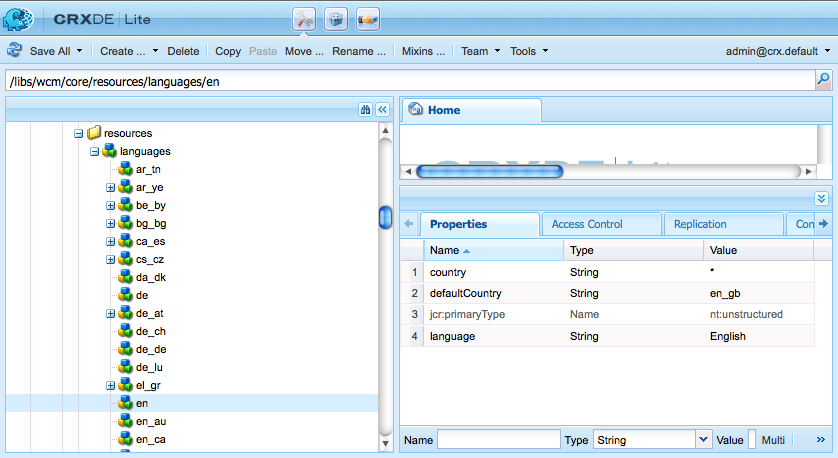 CRXDE | Lite
Save All Create ... Delete Copy Paste Move ... Rename ... Mixins ... Team Tools admin@crx.default
/libs/wcm/core/resources/languages/en
resources
languages
ar_tn
ar_ye
be_by
bg_bg
ca_es
cs_cz
da_dk
de
de_at
de_ch
de_de
de_lu
el_gr
en
en_au
en_ca
Home
Properties Access Control Replication Con
Name Type Value
1 country String *
2 defaultCountry String en_gb
3 jcr:primaryType Name nt:unstructured
4 language String English
Name Type String Value Multi »